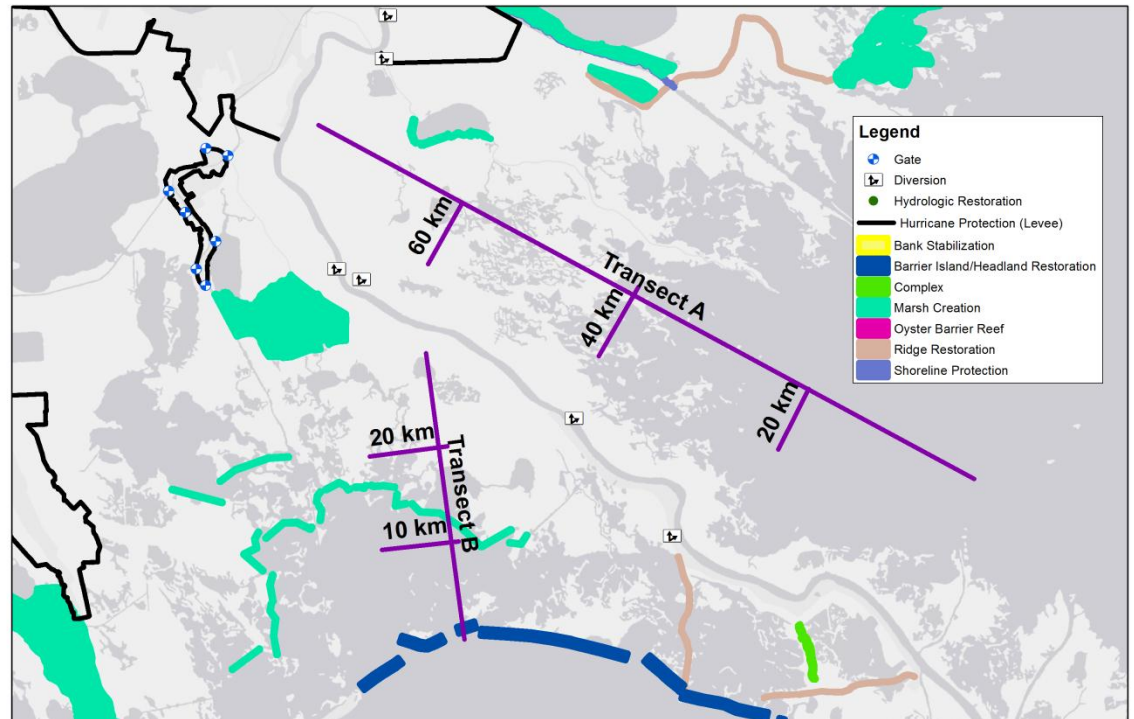 Legend
Gate
Diversion
Hydrologic Restoration
Hurricane Protection (Levee)
Bank Stabilization
Barrier Island/Headland Restoration
Complex
Marsh Creation
Oyster Barrier Reef
Ridge Restoration
Shoreline Protection
60 km
Transect A
40 km
20 km
20 km
Transect B
10 km